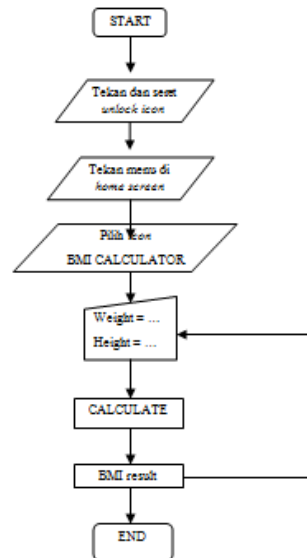 START
Tekan dan seret
unlock icon
Tekan menu di
home screen
Pilih icon
BMI CALCULATOR
Weight = ...
Height = ...
CALCULATE
BMI result
END